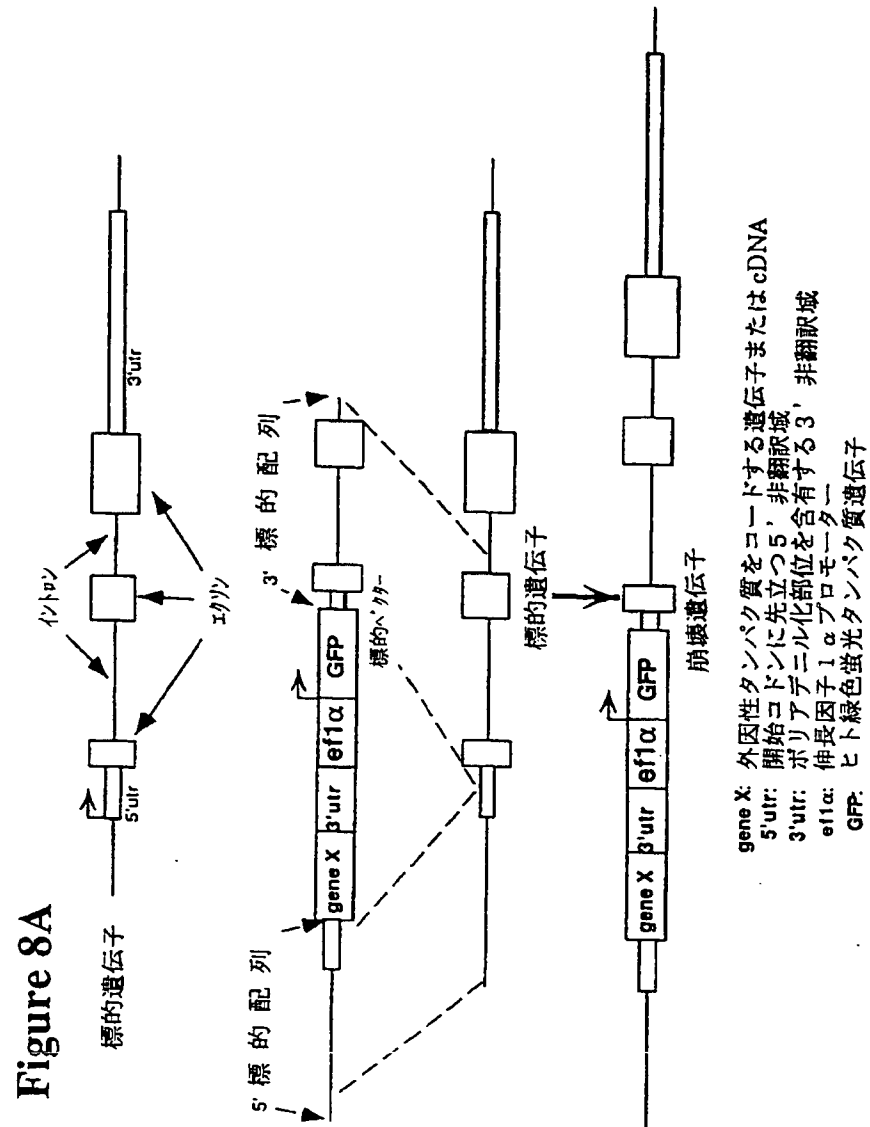 Figure 8A
標的遺伝子
イントロン
エクソン
5'utr
3'utr
5' 標的配列
3' 標的配列
gene X
3'utr
ef1α
GFP
標的ベクター
標的遺伝子
gene X
3'utr
ef1α
GFP
崩壊遺伝子
gene X: 外因性タンパク質をコードする遺伝子またはcDNA
5'utr: 開始コドンに先立つ5'非翻訳域
3'utr: ポリアデニル化部位を含有する3'非翻訳域
ef1α: 伸長因子1αプロモーター
GFP: ヒト緑色蛍光タンパク質遺伝子